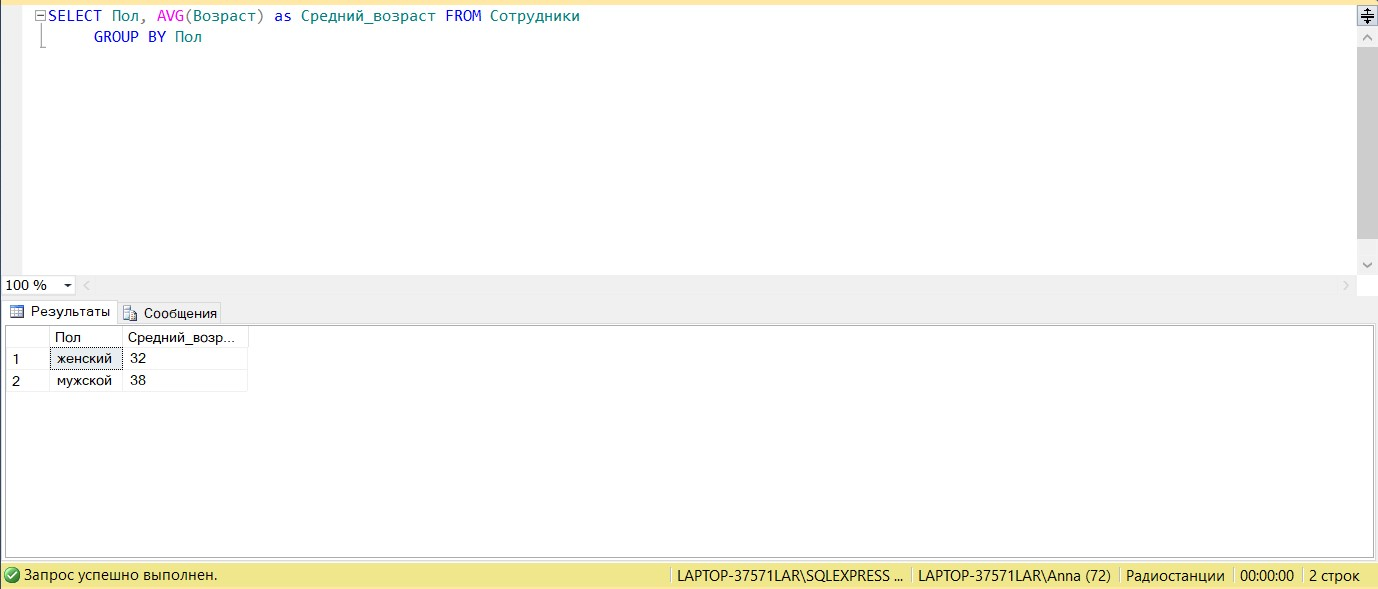 SELECT Пол, AVG(Возраст) as Средний_возраст FROM Сотрудники
GROUP BY Пол
100 %
Результаты Сообщения
Пол Средний_возр...
1 женский 32
2 мужской 38
Запрос успешно выполнен. LAPTOP-37571LAR\SQLEXPRESS ... LAPTOP-37571LAR\Anna (72) Радиостанции 00:00:00 2 строк